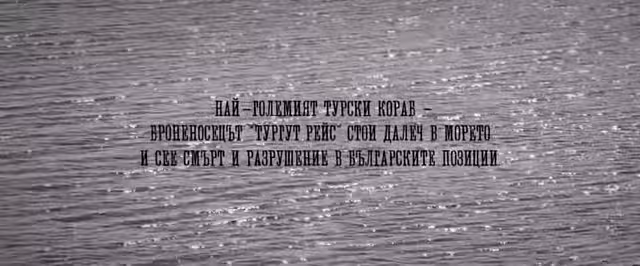 НАЙ-ГОЛЕМИЯТ ТУРСКИ КОРАБ -
БРОНЕНОСЕЦЪТ "ТУРГУТ РЕЙС" СТОИ ДАЛЕЧ В МОРЕТО
И СЕЕ СМЪРТ И РАЗРУШЕНИЕ В БЪЛГАРСКИТЕ ПОЗИЦИИ